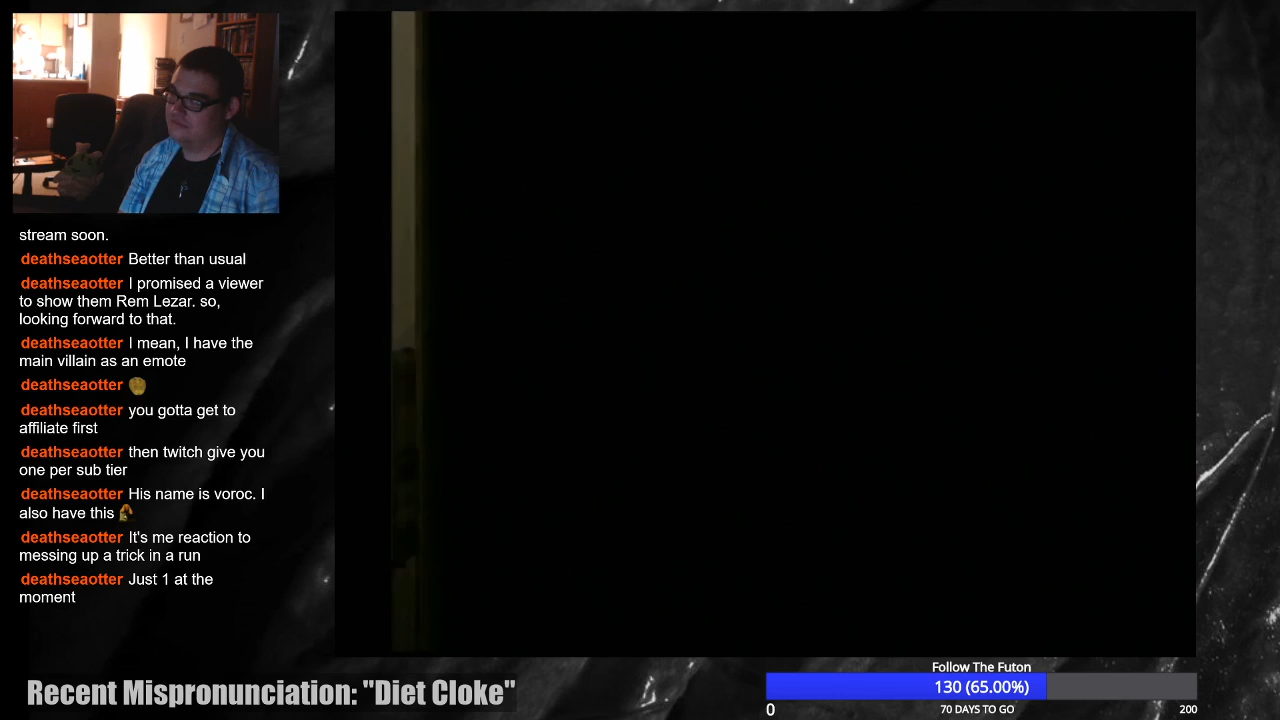 stream soon.
deathseaotter Better than usual
deathseaotter I promised a viewer
to show them Rem Lezar. so,
looking forward to that.
deathseaotter I mean, I have the
main villain as an emote
deathseaotter
deathseaotter you gotta get to
affiliate first
deathseaotter then twitch give you
one per sub tier
deathseaotter His name is voroc. I
also have this
deathseaotter It's me reaction to
messing up a trick in a run
deathseaotter Just 1 at the
moment
Recent Mispronunciation: "Diet Cloke"
Follow The Futon
130 (65.00%)
0 70 DAYS TO GO 200